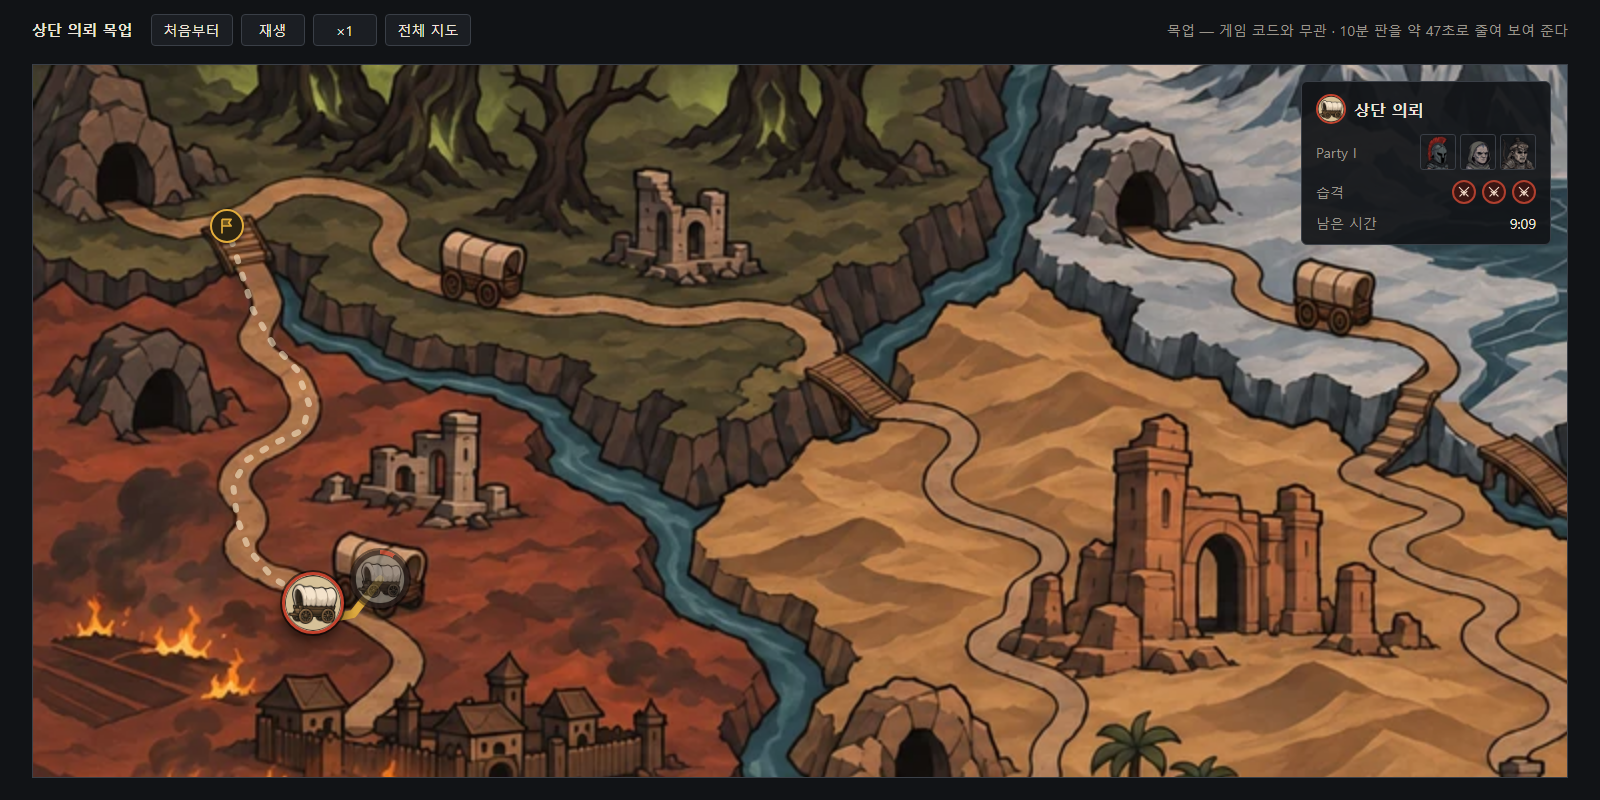 상단 의뢰 목업
처음부터
재생
×1
전체 지도
목업 — 게임 코드와 무관 · 10분 판을 약 47초로 줄여 보여 준다
상단 의뢰
Party I
습격
남은 시간
9:09